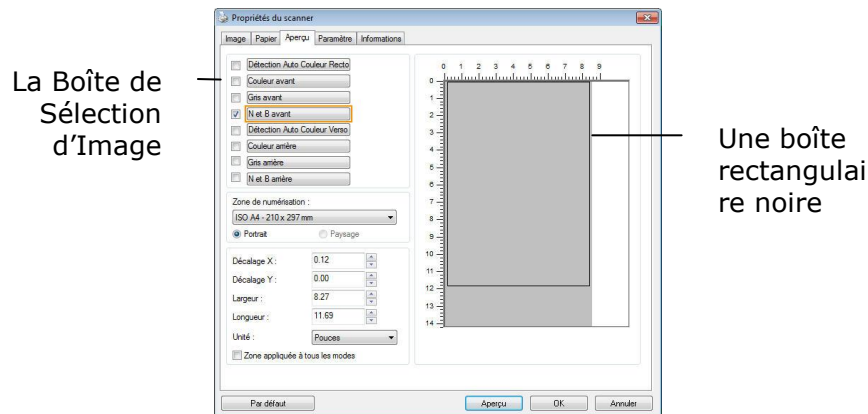 Propriétés du scanner
Image Papier Aperçu Paramètre Informations
La Boîte de
Sélection
d'Image
Détection Auto Couleur Recto
Couleur avant
Gris avant
N et B avant
Détection Auto Couleur Verso
Couleur arrière
Gris arrière
N et B arrière
Zone de numérisation :
ISO A4 - 210 x 297 mm
Portrait Paysage
Décalage X : 0.12
Décalage Y : 0.00
Largeur : 8.27
Longueur : 11.69
Unité : Pouces
Zone appliquée à tous les modes
0 1 2 3 4 5 6 7 8 9
0
1
2
3
4
5
6
7
8
9
10
11
12
13
14
Une boîte
rectangulai
re noire
Par défaut Aperçu OK Annuler